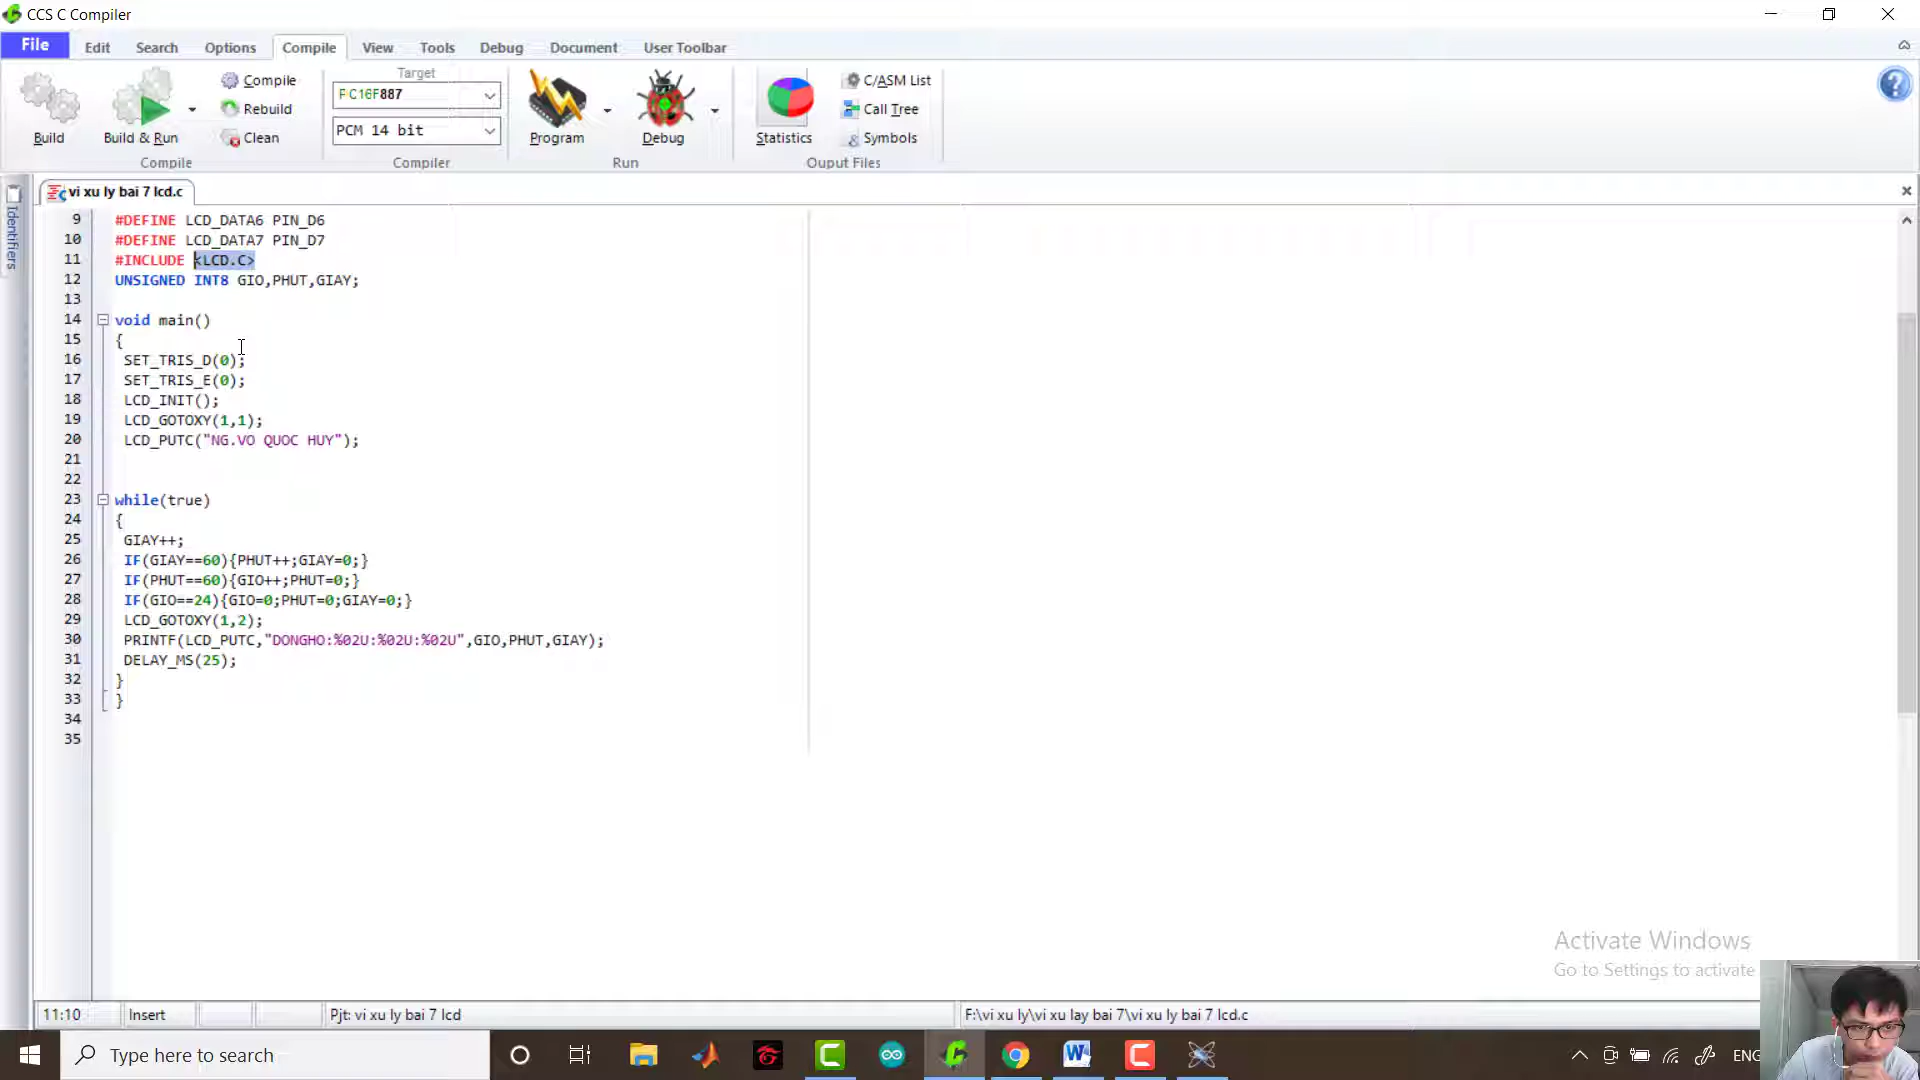 CCS C Compiler
File Edit Search Options Compile View Tools Debug Document User Toolbar
Build
Build & Run
Compile
Rebuild
Clean
Compile
Target
PIC16F887
PCM 14 bit
Compiler
Program
Debug
Run
Statistics
C/ASM List
Call Tree
Symbols
Ouput Files
Identifiers
vi xu ly bai 7 lcd.c
9 #DEFINE LCD_DATA6 PIN_D6
10 #DEFINE LCD_DATA7 PIN_D7
11 #INCLUDE <LCD.C>
12 UNSIGNED INT8 GIO,PHUT,GIAY;
13
14 void main()
15 {
16 SET_TRIS_D(0);
17 SET_TRIS_E(0);
18 LCD_INIT();
19 LCD_GOTOXY(1,1);
20 LCD_PUTC("NG.VO QUOC HUY");
21
22
23 while(true)
24 {
25 GIAY++;
26 IF(GIAY==60){PHUT++;GIAY=0;}
27 IF(PHUT==60){GIO++;PHUT=0;}
28 IF(GIO==24){GIO=0;PHUT=0;GIAY=0;}
29 LCD_GOTOXY(1,2);
30 PRINTF(LCD_PUTC,"DONGHO:%02U:%02U:%02U",GIO,PHUT,GIAY);
31 DELAY_MS(25);
32 }
33 }
34
35
Activate Windows
Go to Settings to activate
11:10 Insert Pjt: vi xu ly bai 7 lcd F:\vi xu ly\vi xu lay bai 7\vi xu ly bai 7 lcd.c
Type here to search
ENG